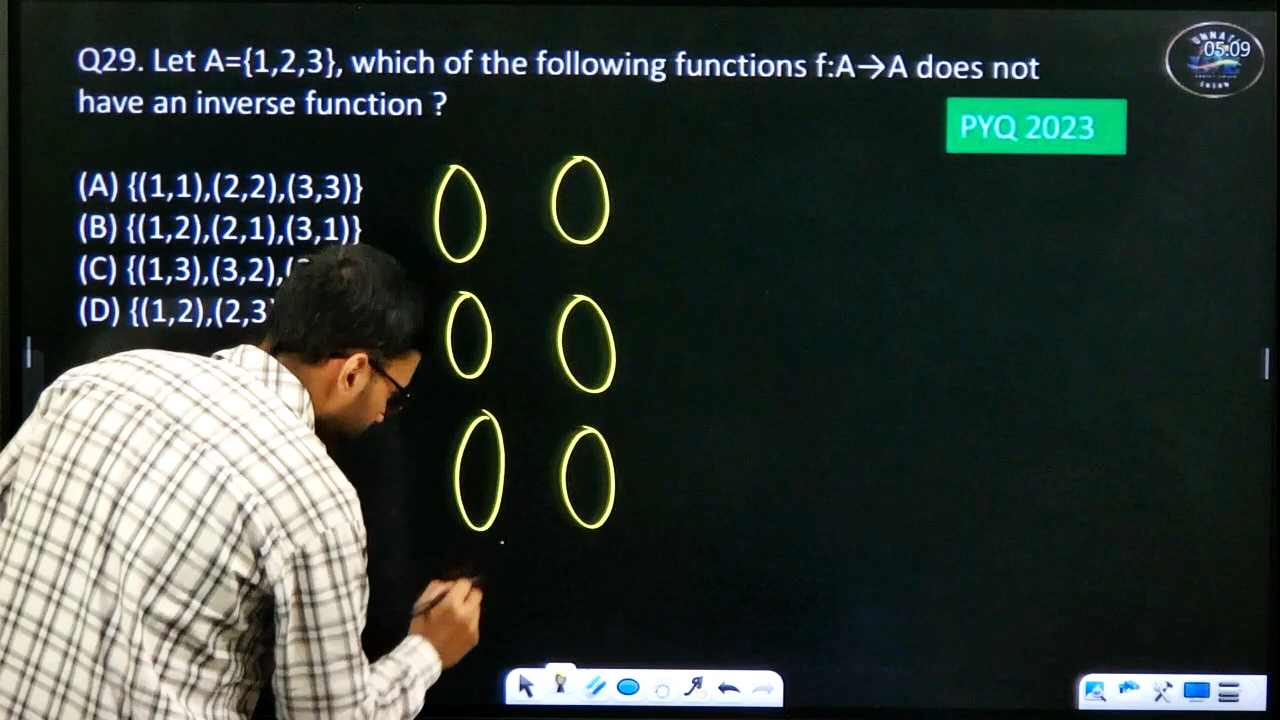 Q29. Let A={1,2,3}, which of the following functions f:A→A does not
have an inverse function ?
PYQ 2023
(A) {(1,1),(2,2),(3,3)}
(B) {(1,2),(2,1),(3,1)}
(C) {(1,3),(3,2),(
(D) {(1,2),(2,3)
05:09